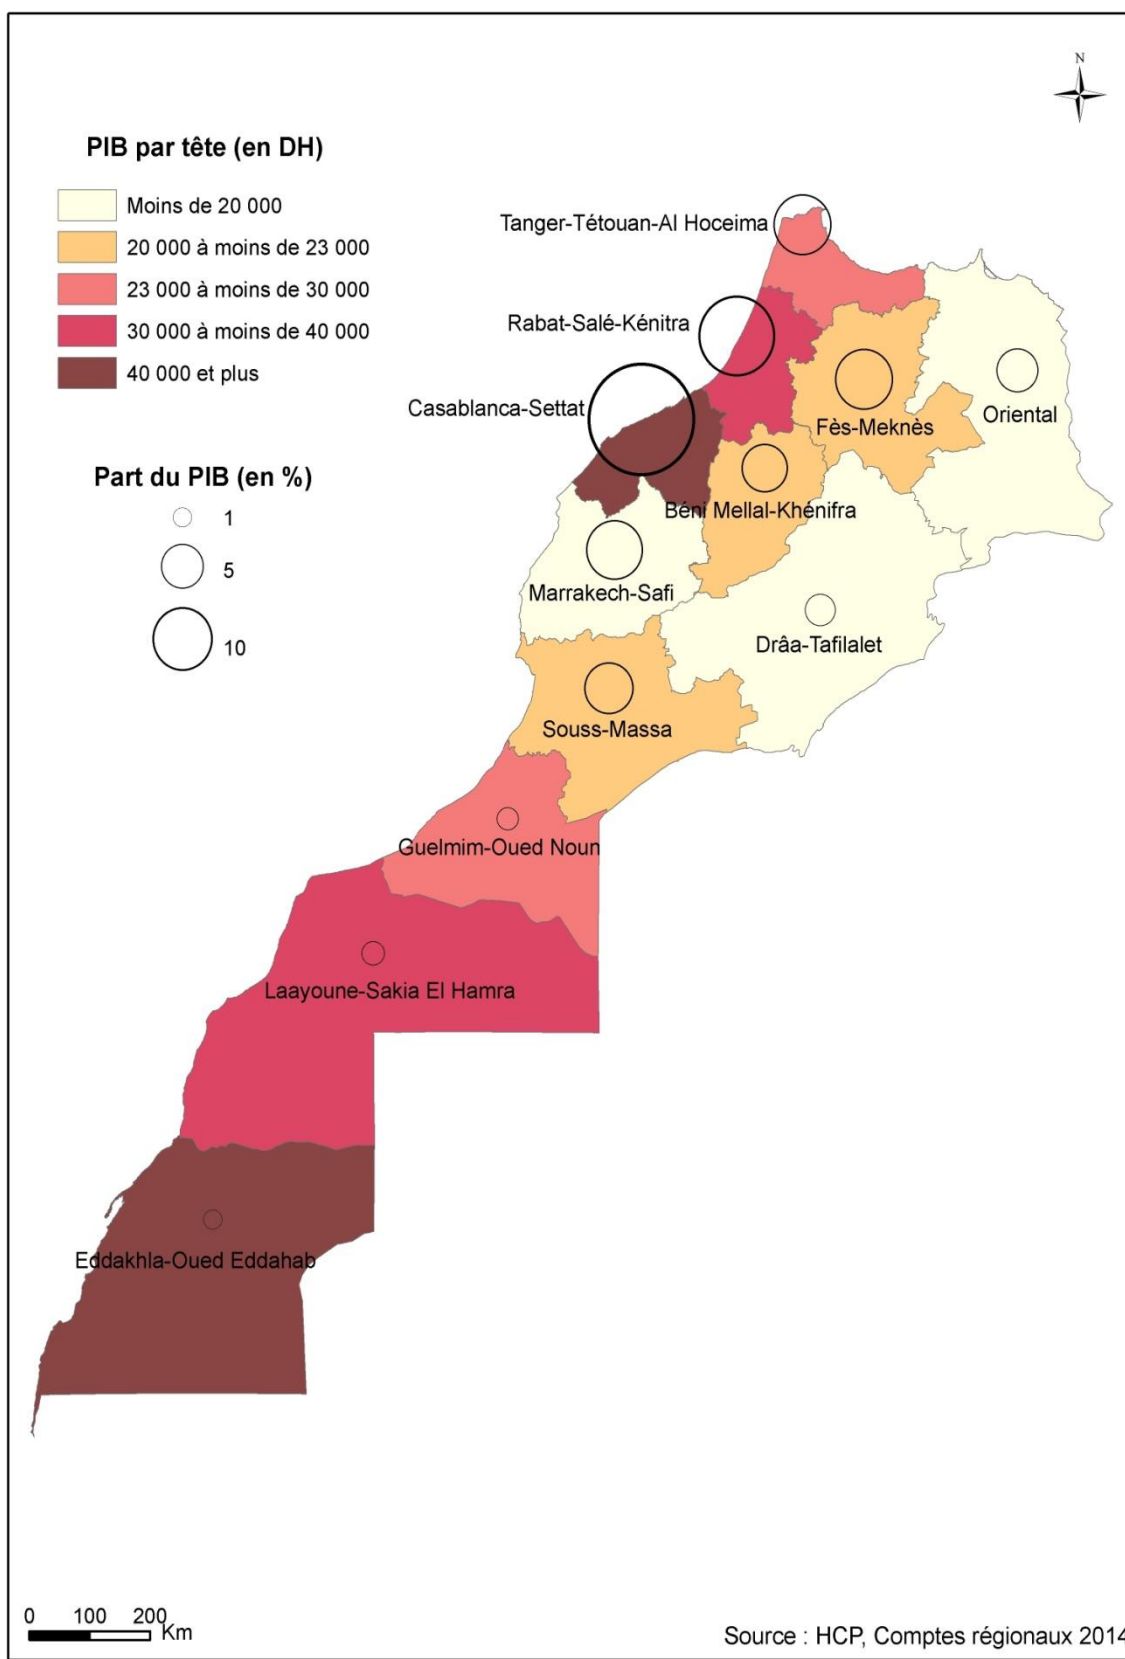 N
PIB par tête (en DH)
Moins de 20 000
20 000 à moins de 23 000
23 000 à moins de 30 000
30 000 à moins de 40 000
40 000 et plus
Part du PIB (en %)
1
5
10
Tanger-Tétouan-Al Hoceima
Rabat-Salé-Kénitra
Casablanca-Settat
Fès-Meknès
Oriental
Béni Mellal-Khénifra
Marrakech-Safi
Drâa-Tafilalet
Souss-Massa
Guelmim-Oued Noun
Laayoune-Sakia El Hamra
Eddakhla-Oued Eddahab
0 100 200 Km
Source : HCP, Comptes régionaux 2014